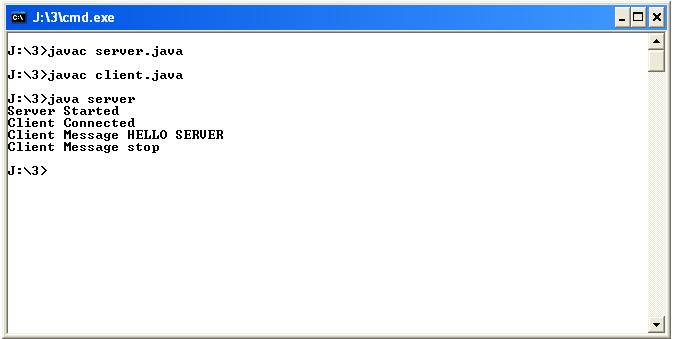 J:\3\cmd.exe
J:\3>javac server.java
J:\3>javac client.java
J:\3>java server
Server Started
Client Connected
Client Message HELLO SERVER
Client Message stop
J:\3>